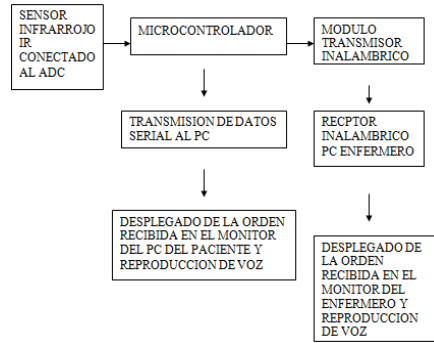 SENSOR
INFRARROJO
IR
CONECTADO
AL ADC
MICROCONTROLADOR
MODULO
TRANSMISOR
INALAMBRICO
TRANSMISION DE DATOS
SERIAL AL PC
RECPTOR
INALAMBRICO
PC ENFERMERO
DESPLEGADO DE LA ORDEN
RECIBIDA EN EL MONITOR
DEL PC DEL PACIENTE Y
REPRODUCCION DE VOZ
DESPLEGADO DE
LA ORDEN
RECIBIDA EN EL
MONITOR DEL
ENFERMERO Y
REPRODUCCION
DE VOZ